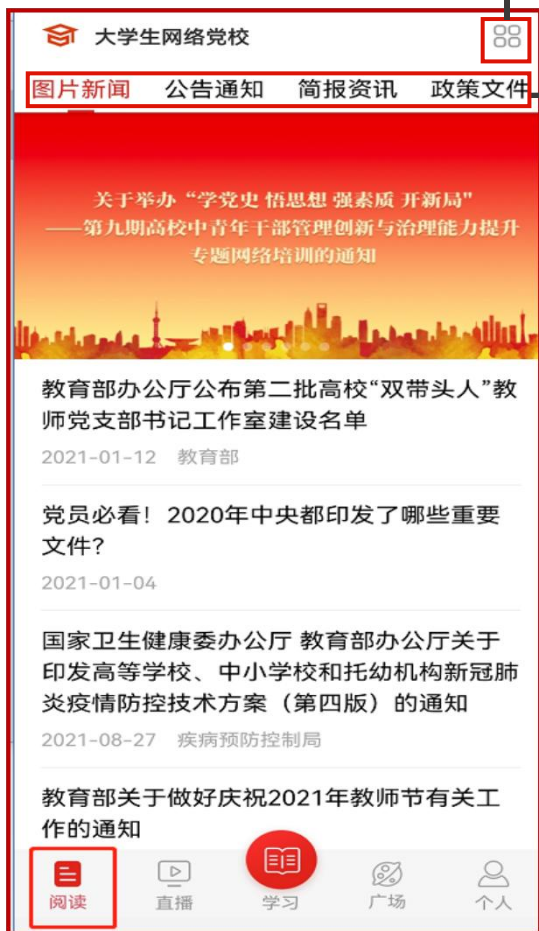 大学生网络党校
图片新闻 公告通知 简报资讯 政策文件
关于举办“学党史 悟思想 强素质 开新局"
——第九期高校中青年干部管理创新与治理能力提升
专题网络培训的通知
教育部办公厅公布第二批高校“双带头人”教
师党支部书记工作室建设名单
2021-01-12 教育部
党员必看！2020年中央都印发了哪些重要
文件？
2021-01-04
国家卫生健康委办公厅 教育部办公厅关于
印发高等学校、中小学校和托幼机构新冠肺
炎疫情防控技术方案（第四版）的通知
2021-08-27 疾病预防控制局
教育部关于做好庆祝2021年教师节有关工
作的通知
阅读 直播 学习 广场 个人